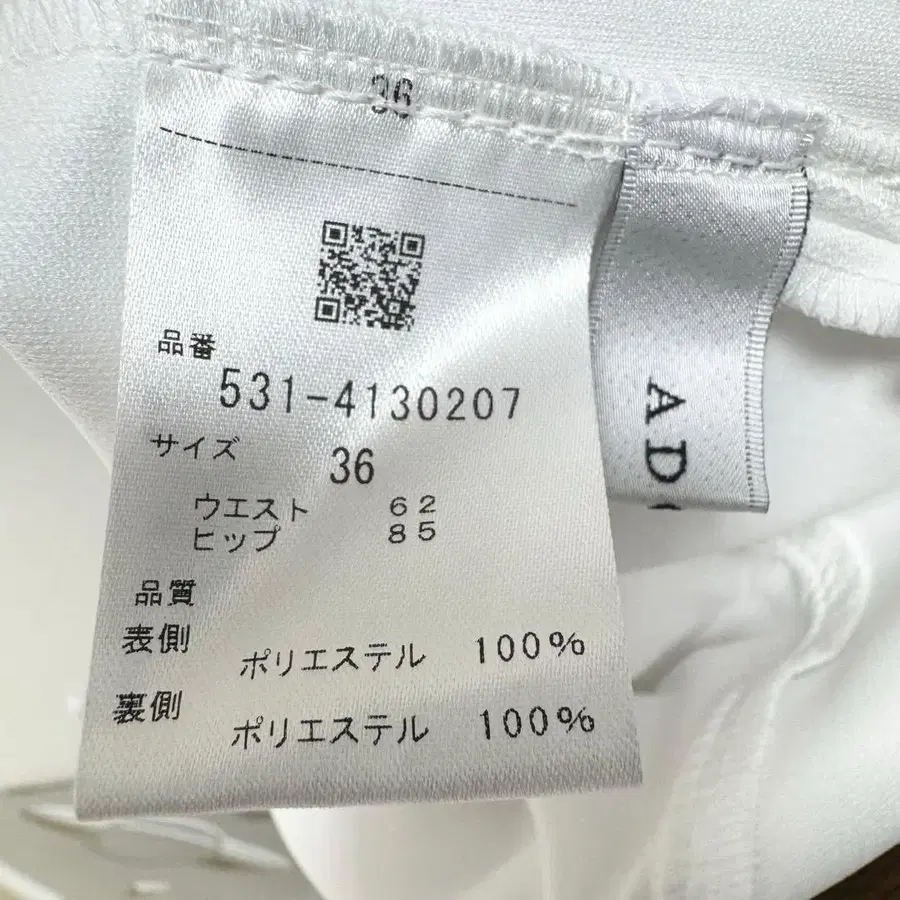 36
品番
531-4130207
サイズ 36
ウエスト 62
ヒップ 85
品質
表側 ポリエステル 100%
裏側 ポリエステル 100%
AD